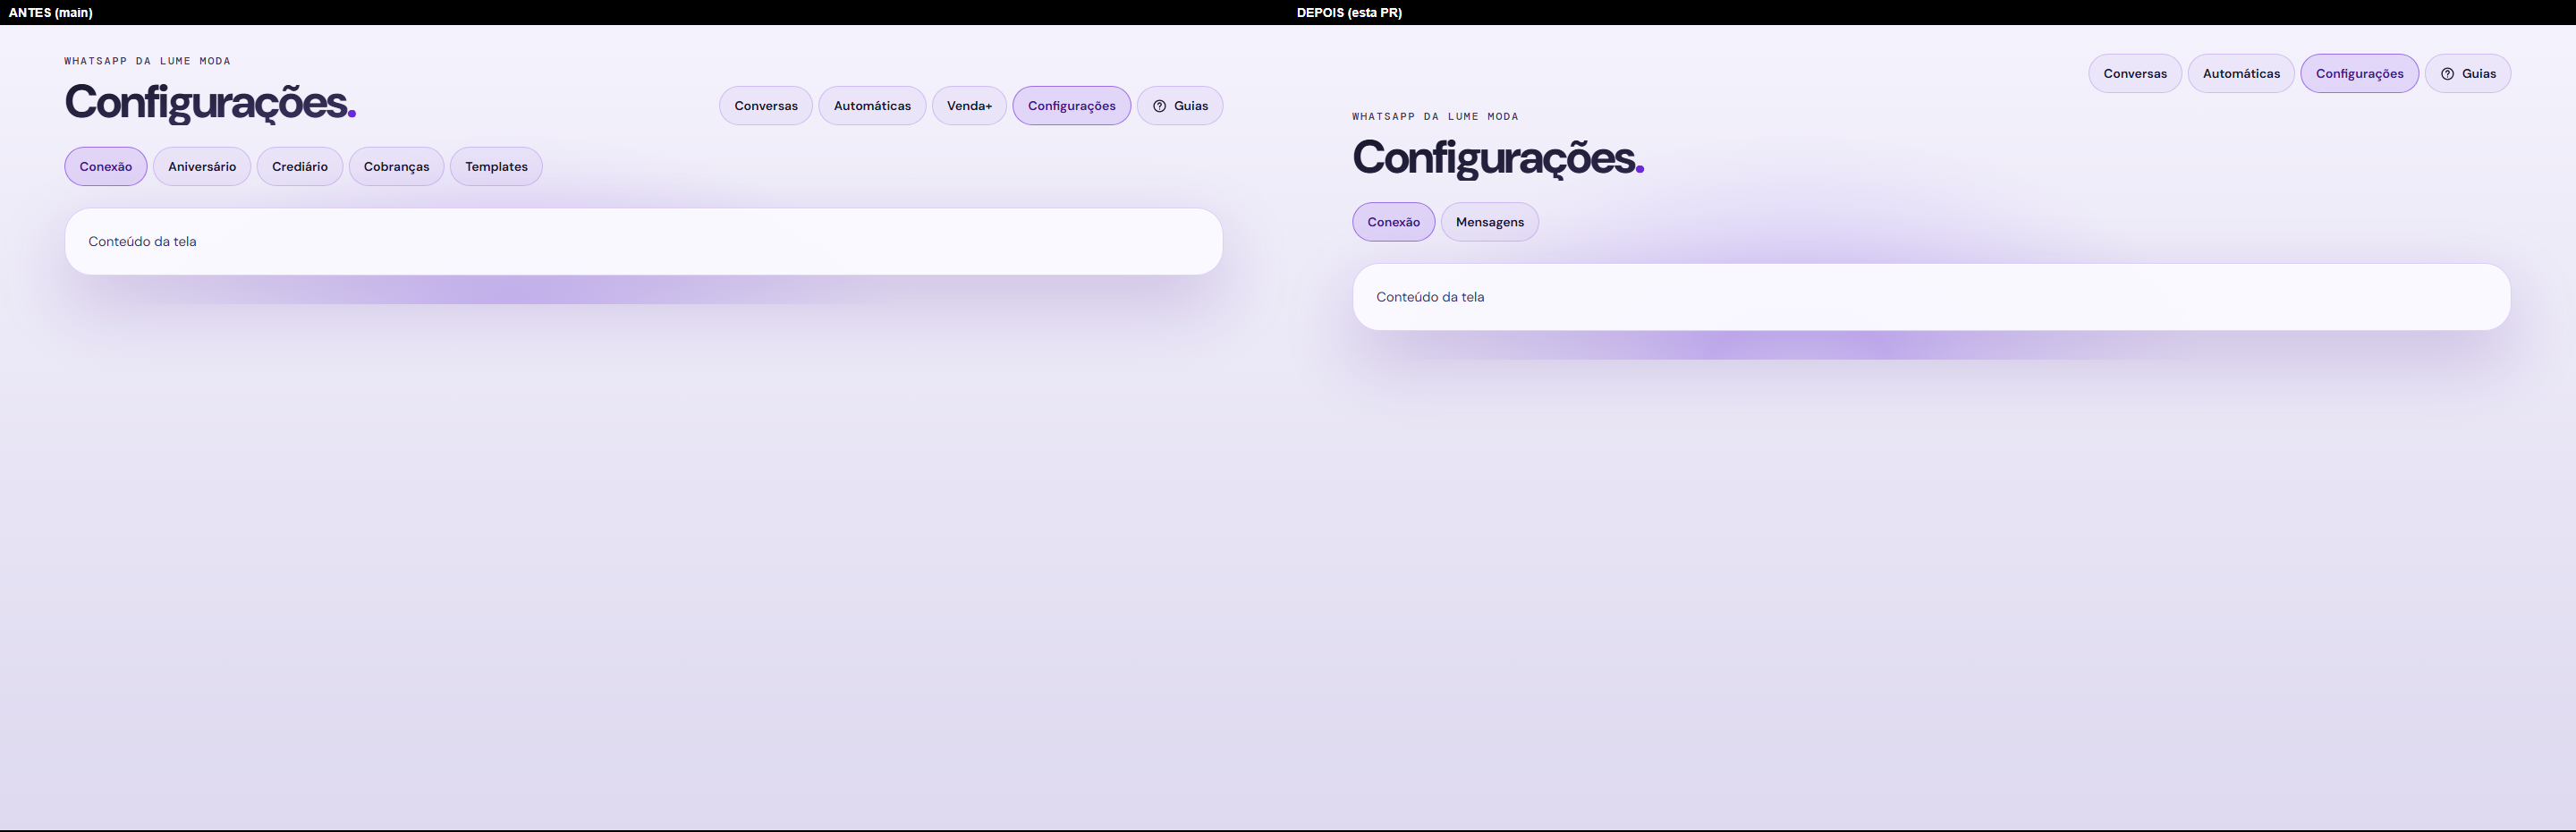 ANTES (main)
WHATSAPP DA LUME MODA
Configurações.
Conversas Automáticas Venda+ Configurações Guias
Conexão Aniversário Crediário Cobranças Templates
Conteúdo da tela
DEPOIS (esta PR)
Conversas Automáticas Configurações Guias
WHATSAPP DA LUME MODA
Configurações.
Conexão Mensagens
Conteúdo da tela